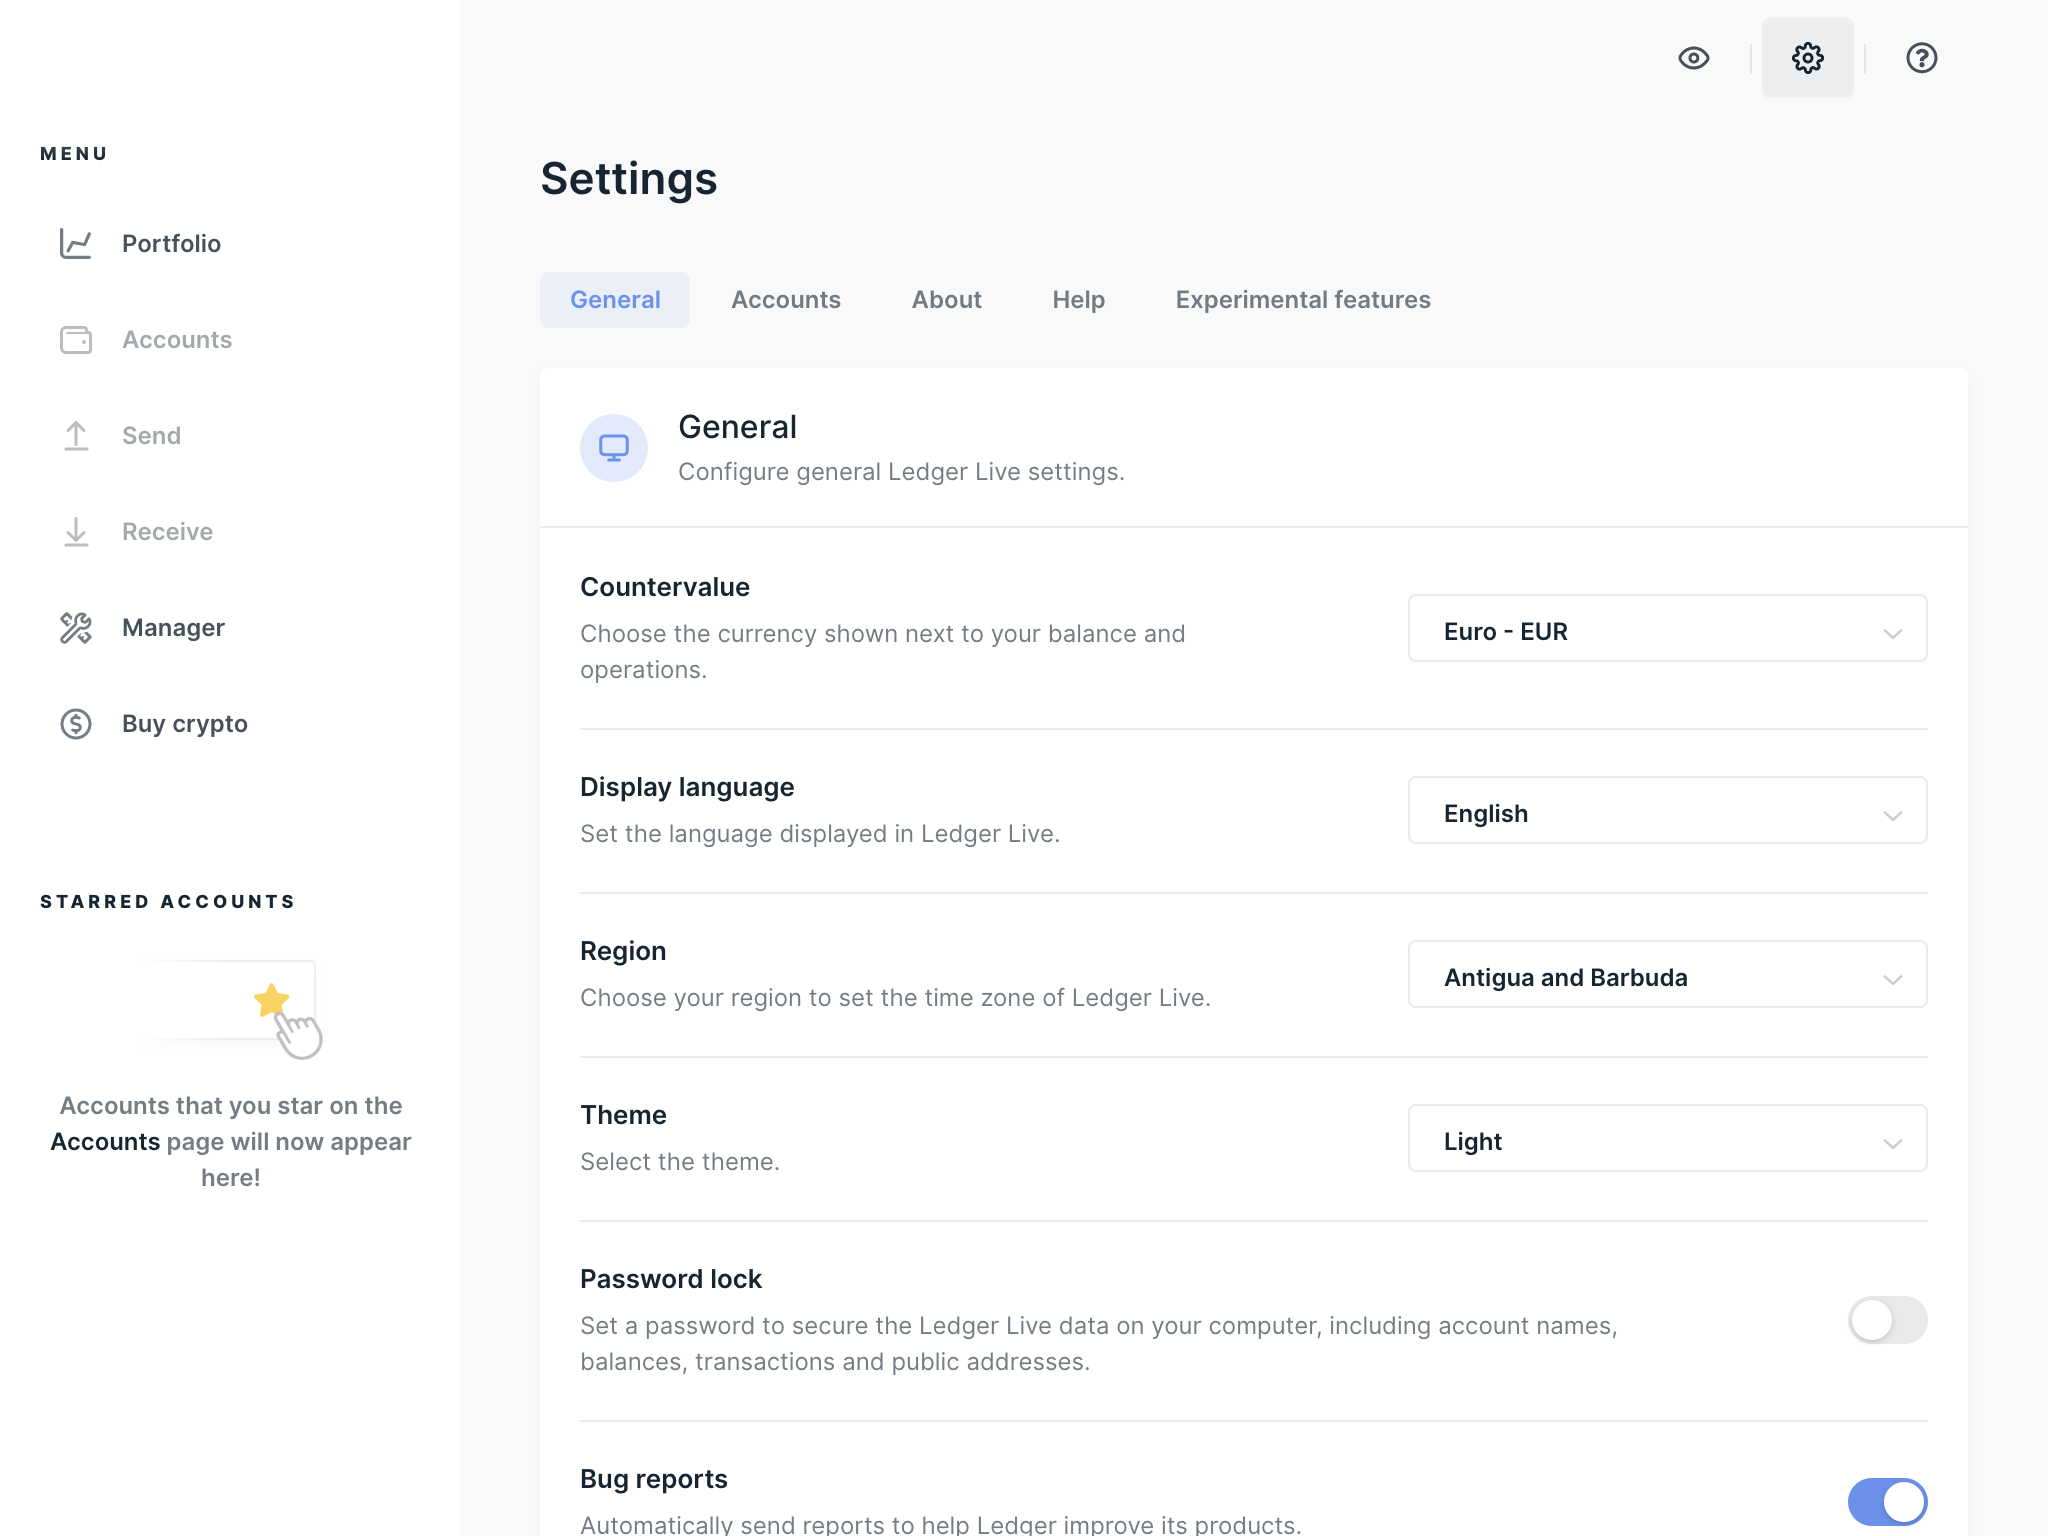 MENU
Portfolio
Accounts
Send
Receive
Manager
Buy crypto
STARRED ACCOUNTS
Accounts that you star on the
Accounts page will now appear
here!
Settings
General
Accounts
About
Help
Experimental features
General
Configure general Ledger Live settings.
Countervalue
Choose the currency shown next to your balance and
operations.
Euro - EUR
Display language
Set the language displayed in Ledger Live.
English
Region
Choose your region to set the time zone of Ledger Live.
Antigua and Barbuda
Theme
Select the theme.
Light
Password lock
Set a password to secure the Ledger Live data on your computer, including account names,
balances, transactions and public addresses.
Bug reports
Automatically send reports to help Ledger improve its products.